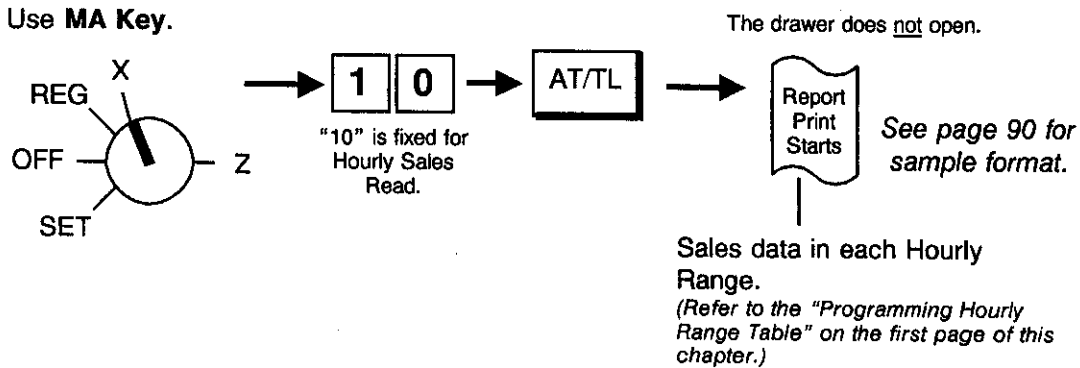 Use MA Key.
The drawer does not open.
X
REG
OFF
Z
SET
1 0
AT/TL
"10" is fixed for
Hourly Sales
Read.
Report
Print
Starts
See page 90 for
sample format.
Sales data in each Hourly
Range.
(Refer to the "Programming Hourly
Range Table" on the first page of this
chapter.)